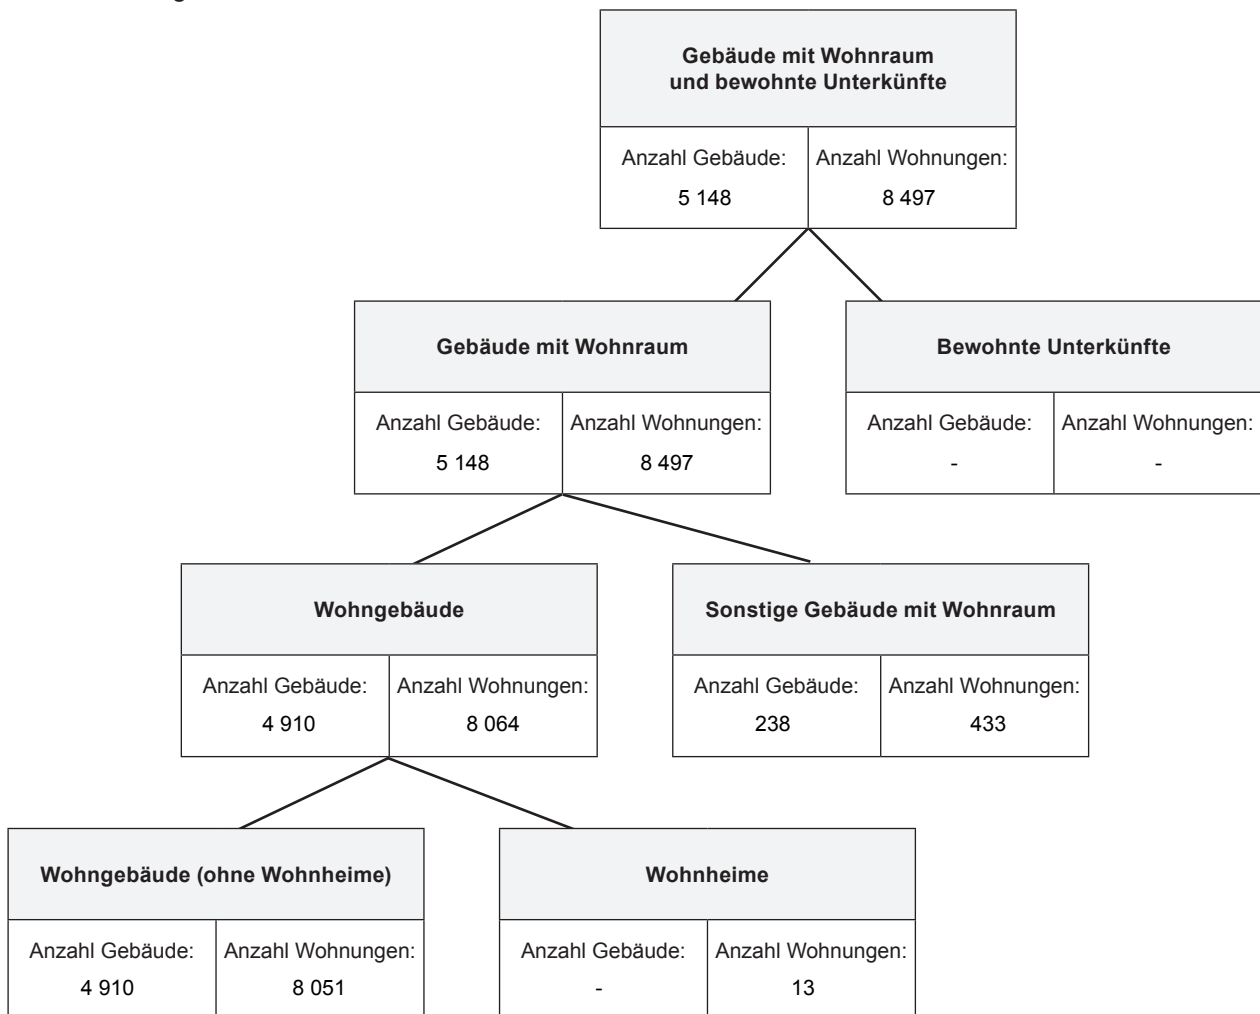 Gebäude mit Wohnraum
und bewohnte Unterkünfte
Anzahl Gebäude: Anzahl Wohnungen:
5 148 8 497
Gebäude mit Wohnraum
Anzahl Gebäude: Anzahl Wohnungen:
5 148 8 497
Bewohnte Unterkünfte
Anzahl Gebäude: Anzahl Wohnungen:
- -
Wohngebäude
Anzahl Gebäude: Anzahl Wohnungen:
4 910 8 064
Sonstige Gebäude mit Wohnraum
Anzahl Gebäude: Anzahl Wohnungen:
238 433
Wohngebäude (ohne Wohnheime)
Anzahl Gebäude: Anzahl Wohnungen:
4 910 8 051
Wohnheime
Anzahl Gebäude: Anzahl Wohnungen:
- 13